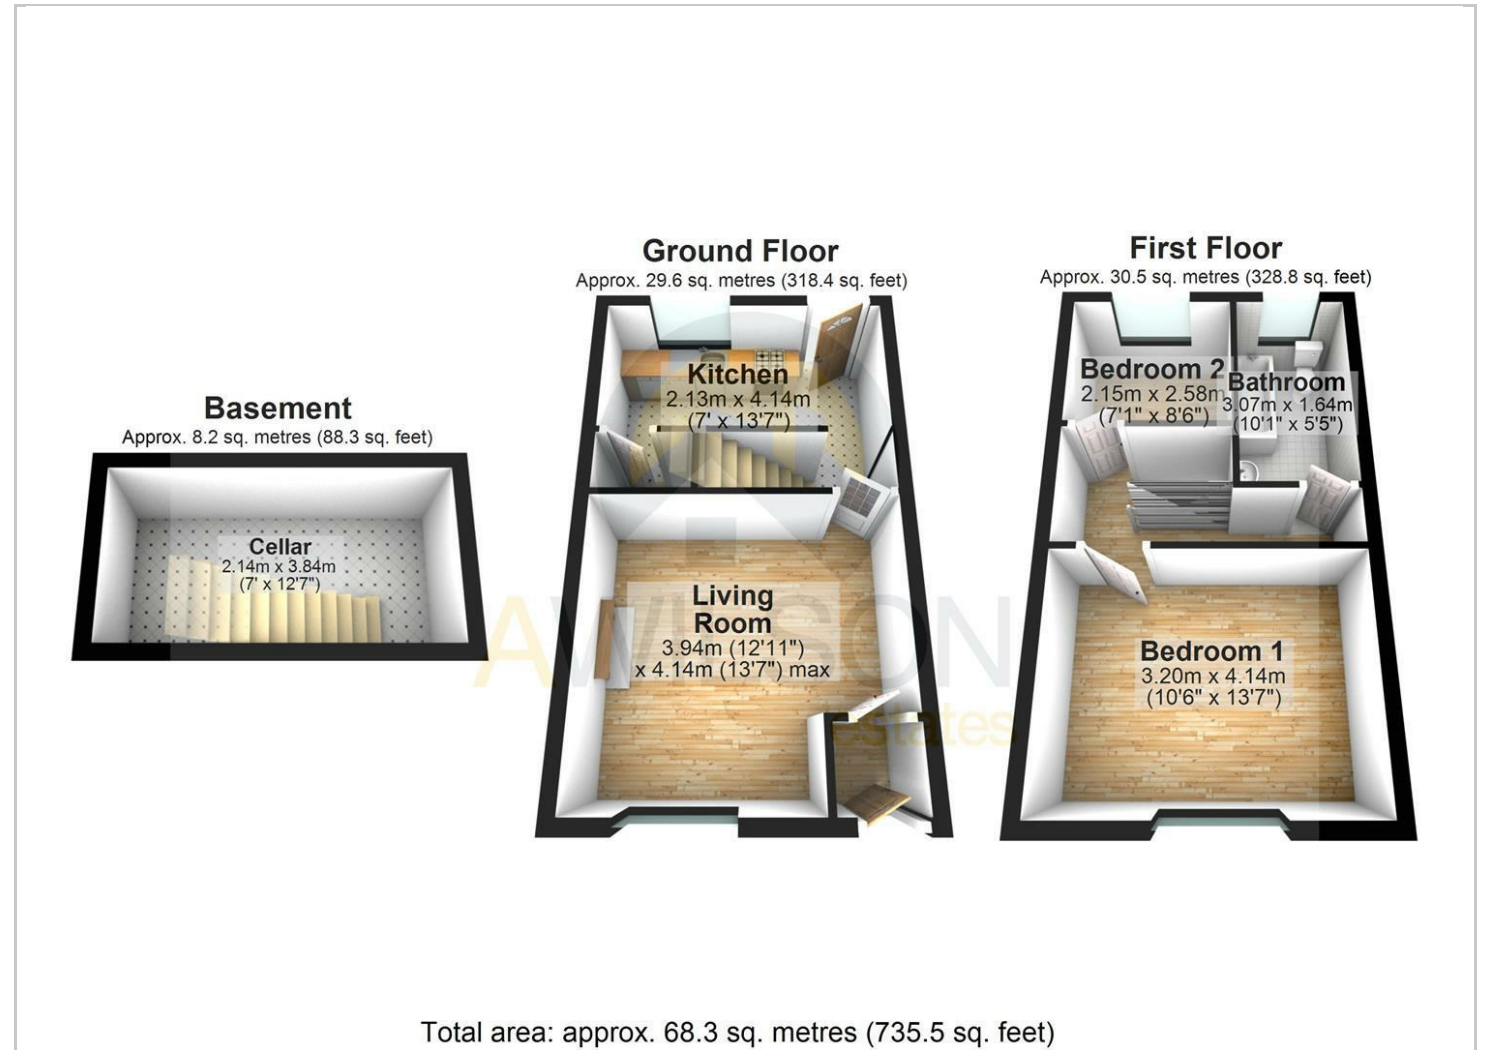 Basement
Approx. 8.2 sq. metres (88.3 sq. feet)
Cellar
2.14m x 3.84m
(7' x 12'7")
Ground Floor
Approx. 29.6 sq. metres (318.4 sq. feet)
Kitchen
2.13m x 4.14m
(7' x 13'7")
Living
Room
3.94m (12'11")
x 4.14m (13'7") max
First Floor
Approx. 30.5 sq. metres (328.8 sq. feet)
Bedroom 2
2.15m x 2.58m
(7'1" x 8'6")
Bathroom
3.07m x 1.64m
(10'1" x 5'5")
Bedroom 1
3.20m x 4.14m
(10'6" x 13'7")
AWILSON
estates
Total area: approx. 68.3 sq. metres (735.5 sq. feet)